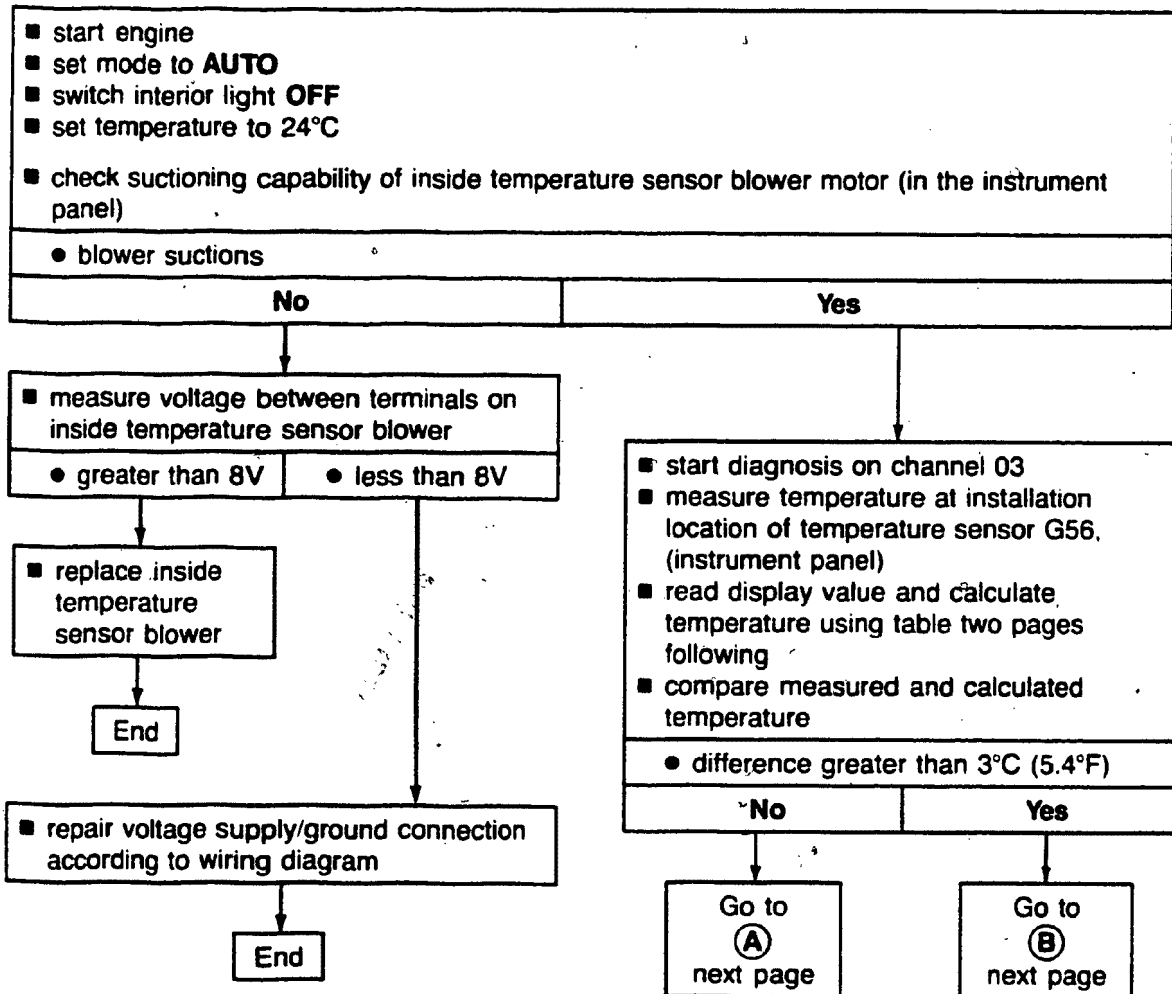 ■ start engine
■ set mode to AUTO
■ switch interior light OFF
■ set temperature to 24°C
■ check suctioning capability of inside temperature sensor blower motor (in the instrument
panel)
● blower suctions
No
Yes
■ measure voltage between terminals on
inside temperature sensor blower
● greater than 8V
● less than 8V
■ replace inside
temperature
sensor blower
End
■ repair voltage supply/ground connection
according to wiring diagram
End
■ start diagnosis on channel 03
■ measure temperature at installation
location of temperature sensor G56,
(instrument panel)
■ read display value and calculate
temperature using table two pages
following
■ compare measured and calculated
temperature
● difference greater than 3°C (5.4°F)
No
Yes
Go to
A
next page
Go to
B
next page